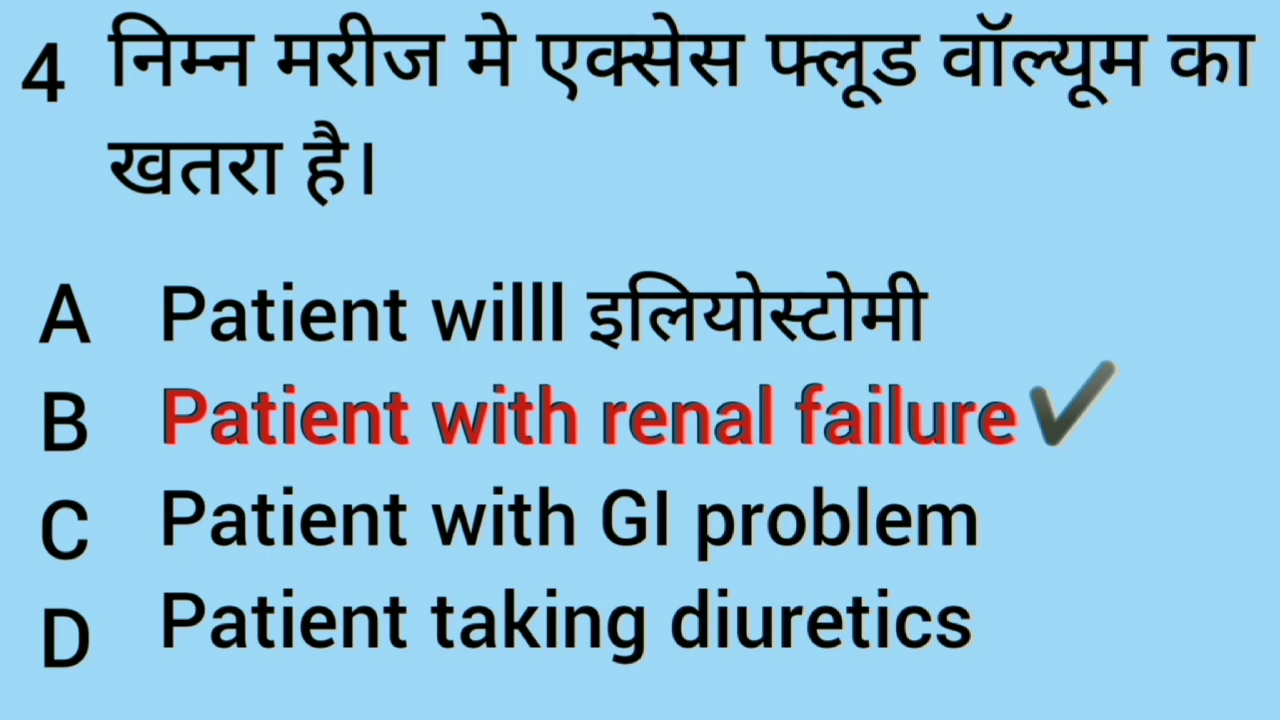 4 निम्न मरीज मे एक्सेस फ्लूड वॉल्यूम का
खतरा है।
A Patient willl इलियोस्टोमी
B Patient with renal failure ✔
C Patient with GI problem
D Patient taking diuretics